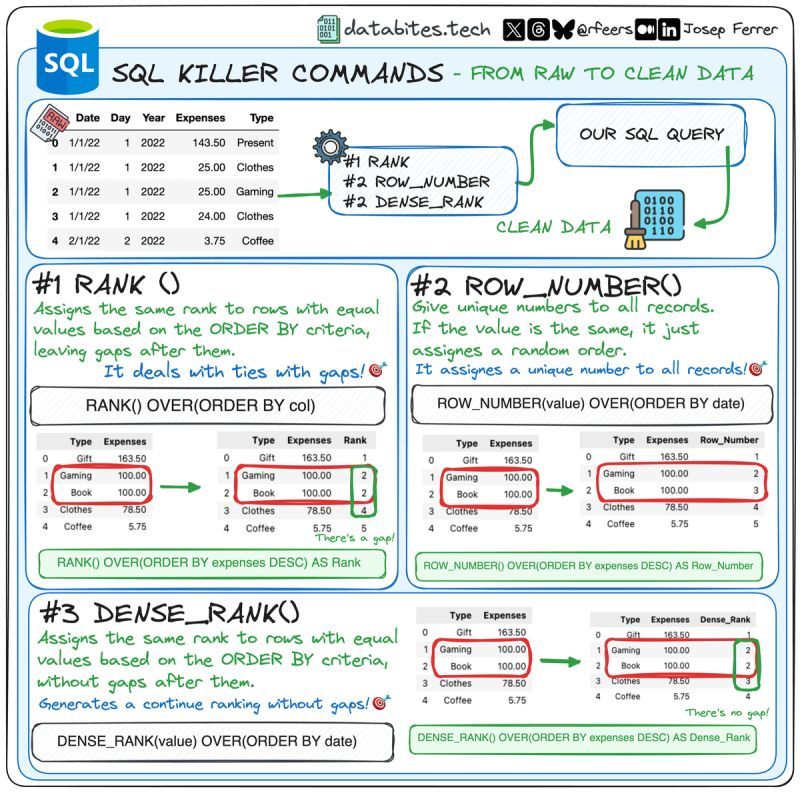 databites.tech @rfeers Josep Ferrer
SQL
SQL KILLER COMMANDS - FROM RAW TO CLEAN DATA
RAW
Date Day Year Expenses Type
0 1/1/22 1 2022 143.50 Present
1 1/1/22 1 2022 25.00 Clothes
2 1/1/22 1 2022 25.00 Gaming
3 1/1/22 1 2022 24.00 Clothes
4 2/1/22 2 2022 3.75 Coffee
#1 RANK
#2 ROW_NUMBER
#2 DENSE_RANK
OUR SQL QUERY
CLEAN DATA
0100
0110
0100
110
#1 RANK ()
Assigns the same rank to rows with equal
values based on the ORDER BY criteria,
leaving gaps after them.
It deals with ties with gaps!
RANK() OVER(ORDER BY col)
Type Expenses
0 Gift 163.50
1 Gaming 100.00
2 Book 100.00
3 Clothes 78.50
4 Coffee 5.75
Type Expenses Rank
0 Gift 163.50 1
1 Gaming 100.00 2
2 Book 100.00 2
3 Clothes 78.50 4
4 Coffee 5.75 5
There's a gap!
RANK() OVER(ORDER BY expenses DESC) AS Rank
#2 ROW_NUMBER()
Give unique numbers to all records.
If the value is the same, it just
assignes a random order.
It assignes a unique number to all records!
ROW_NUMBER(value) OVER(ORDER BY date)
Type Expenses
0 Gift 163.50
1 Gaming 100.00
2 Book 100.00
3 Clothes 78.50
4 Coffee 5.75
Type Expenses Row_Number
0 Gift 163.50 1
1 Gaming 100.00 2
2 Book 100.00 3
3 Clothes 78.50 4
4 Coffee 5.75 5
ROW_NUMBER() OVER(ORDER BY expenses DESC) AS Row_Number
#3 DENSE_RANK()
Assigns the same rank to rows with equal
values based on the ORDER BY criteria,
without gaps after them.
Generates a continue ranking without gaps!
DENSE_RANK(value) OVER(ORDER BY date)
Type Expenses
0 Gift 163.50
1 Gaming 100.00
2 Book 100.00
3 Clothes 78.50
4 Coffee 5.75
Type Expenses Dense_Rank
0 Gift 163.50 1
1 Gaming 100.00 2
2 Book 100.00 2
3 Clothes 78.50 3
4 Coffee 5.75 4
There's no gap!
DENSE_RANK() OVER(ORDER BY expenses DESC) AS Dense_Rank